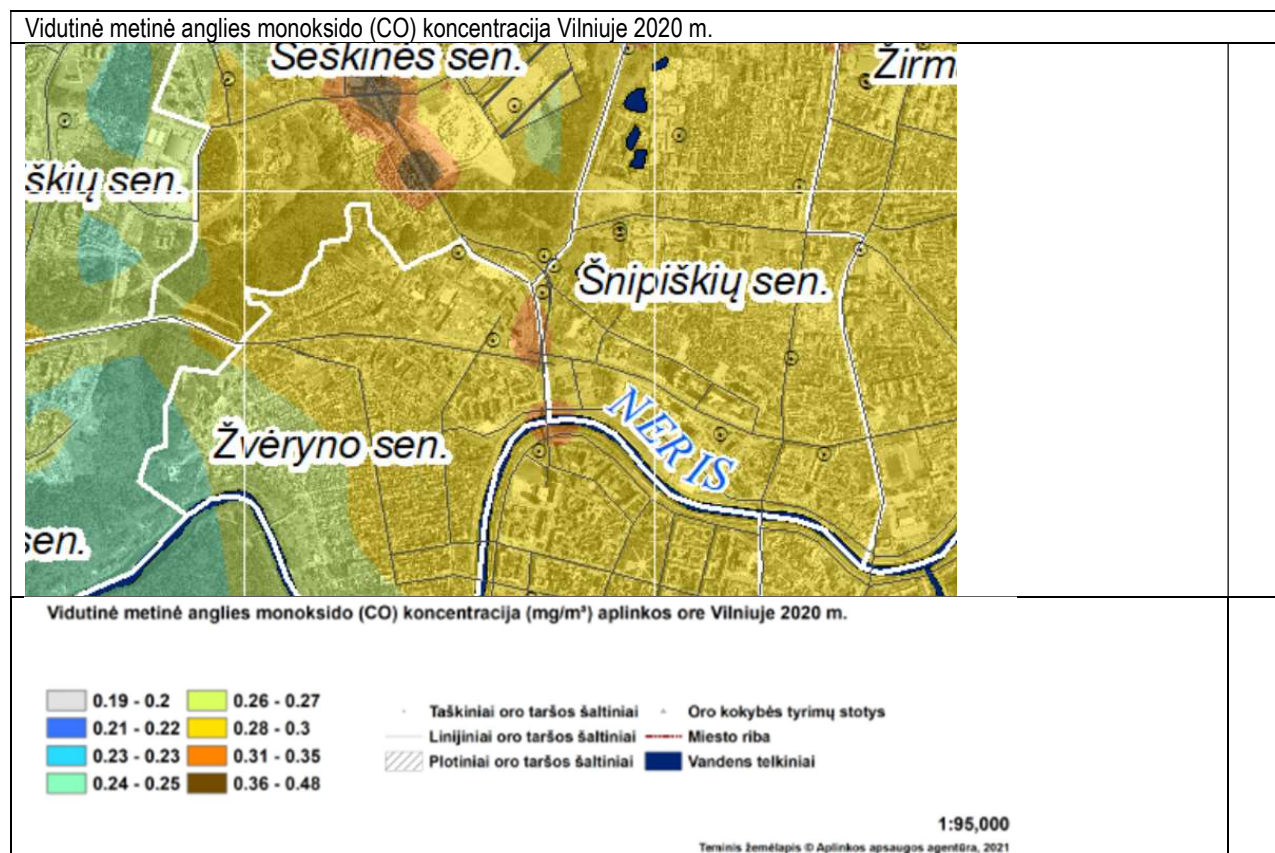 Vidutinė metinė anglies monoksido (CO) koncentracija Vilniuje 2020 m.
Šeškinės sen.
Žirm
škių sen.
Šnipiškių sen.
NERIS
Žvėryno sen.
sen.
Vidutinė metinė anglies monoksido (CO) koncentracija (mg/m³) aplinkos ore Vilniuje 2020 m.
0.19 - 0.2
0.21 - 0.22
0.23 - 0.23
0.24 - 0.25
0.26 - 0.27
0.28 - 0.3
0.31 - 0.35
0.36 - 0.48
Taškiniai oro taršos šaltiniai
Linijiniai oro taršos šaltiniai
Plotiniai oro taršos šaltiniai
Oro kokybės tyrimų stotys
Miesto riba
Vandens telkiniai
1:95,000
Teminis žemėlapis © Aplinkos apsaugos agentūra, 2021